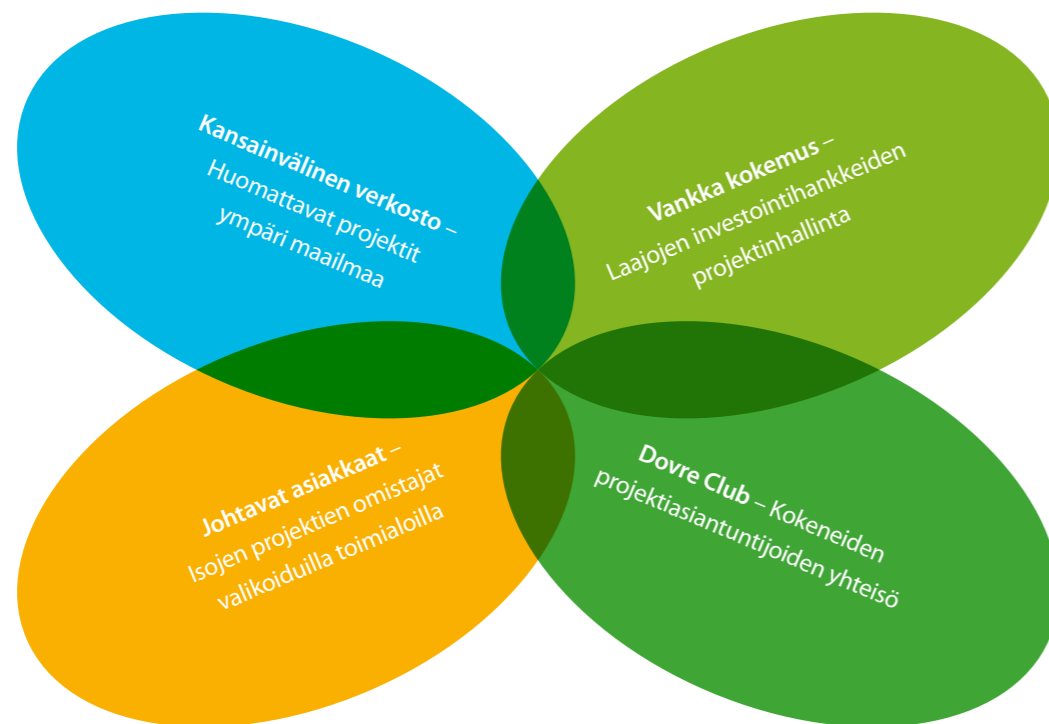 Kansainvälinen verkosto –
Huomattavat projektit
ympäri maailmaa
Vankka kokemus –
Laajojen investointihankkeiden
projektinhallinta
Johtavat asiakkaat –
Isojen projektien omistajat
valikoiduilla toimialoilla
Dovre Club – Kokeneiden
projektiasiantuntijoiden yhteisö